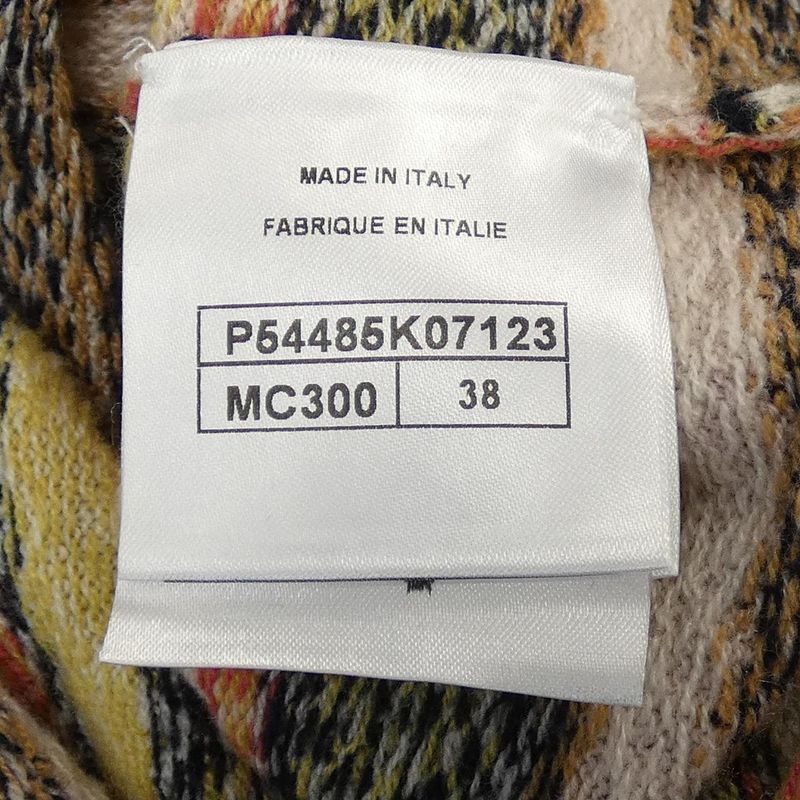 MADE IN ITALY
FABRIQUE EN ITALIE
P54485K07123
MC300 38